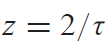 z = 2/τ